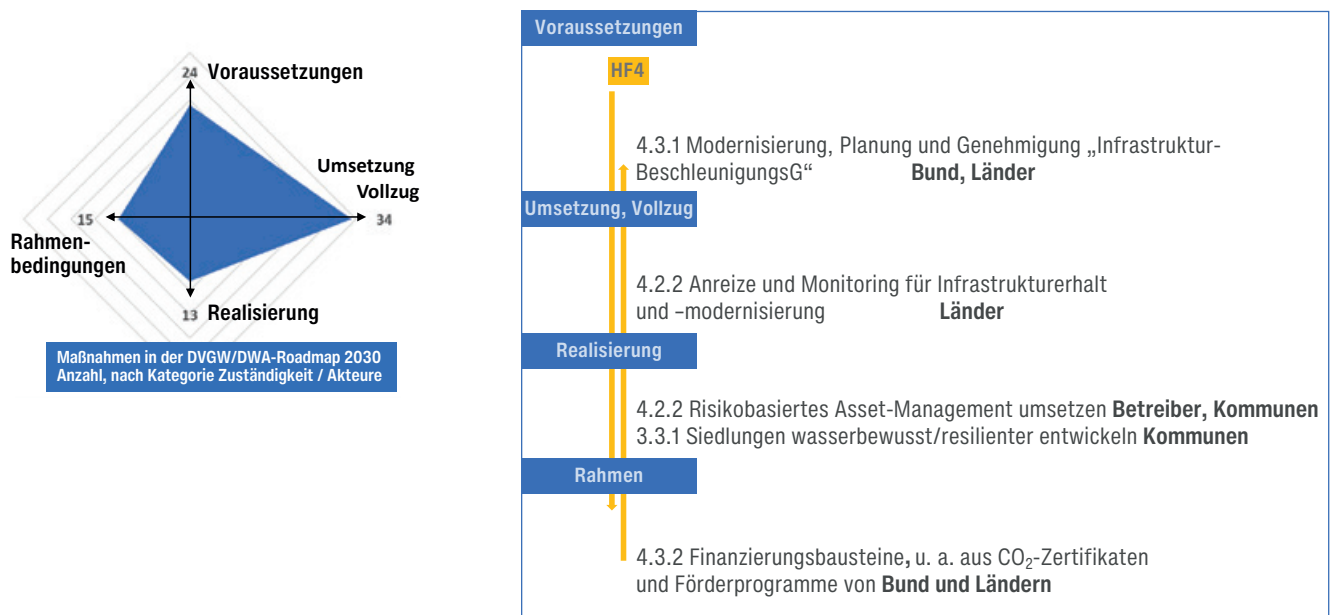 24 Voraussetzungen
Umsetzung
Vollzug
15
34
Rahmen-
bedingungen
13 Realisierung
Maßnahmen in der DVGW/DWA-Roadmap 2030
Anzahl, nach Kategorie Zuständigkeit / Akteure
Voraussetzungen
HF4
4.3.1 Modernisierung, Planung und Genehmigung „Infrastruktur-
BeschleunigungsG“ Bund, Länder
Umsetzung, Vollzug
4.2.2 Anreize und Monitoring für Infrastrukturerhalt
und –modernisierung Länder
Realisierung
4.2.2 Risikobasiertes Asset-Management umsetzen Betreiber, Kommunen
3.3.1 Siedlungen wasserbewusst/resilienter entwickeln Kommunen
Rahmen
4.3.2 Finanzierungsbausteine, u. a. aus CO₂-Zertifikaten
und Förderprogramme von Bund und Ländern